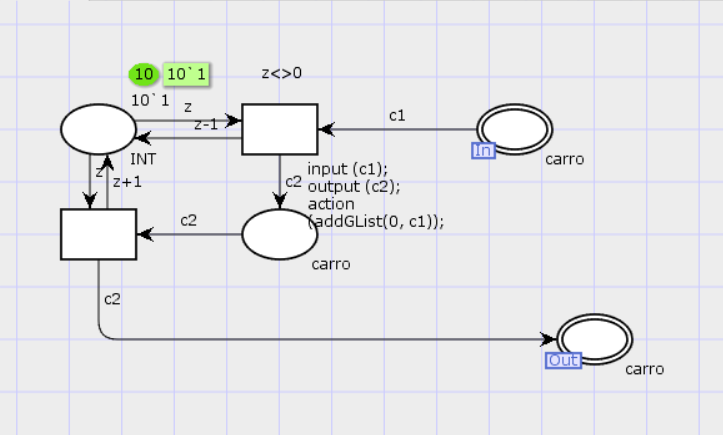 10 10`1
z<>0
10`1
z
c1
z-1
In
INT
carro
z
z+1
input (c1);
c2
output (c2);
action
c2
(addGList(0, c1));
carro
c2
Out
carro